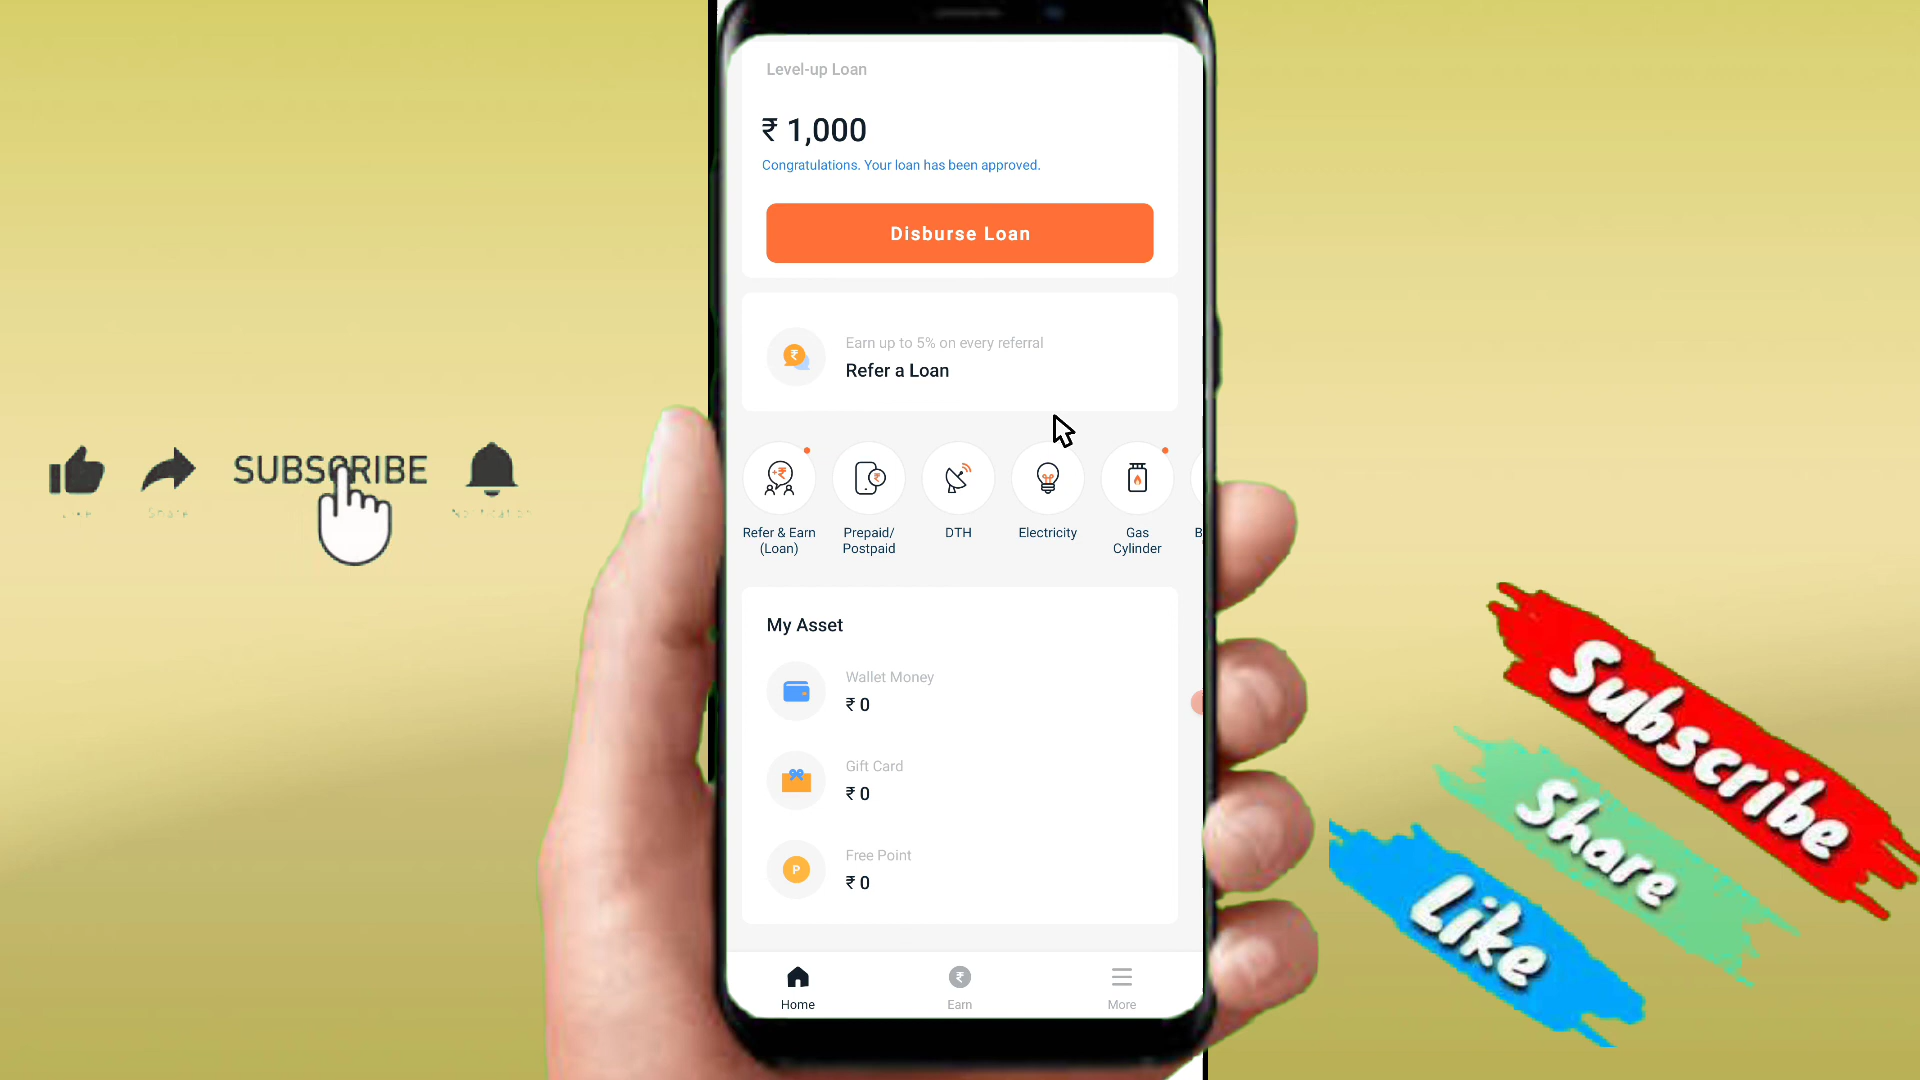 Level-up Loan
₹ 1,000
Congratulations. Your loan has been approved.
Disburse Loan
Earn up to 5% on every referral
Refer a Loan
SUBSCRIBE
Share
Refer & Earn
(Loan)
Prepaid/
Postpaid
DTH
Electricity
Gas
Cylinder
B
My Asset
Wallet Money
₹ 0
Gift Card
₹ 0
Free Point
P
₹ 0
Home
Earn
More
Subscribe
Share
Like